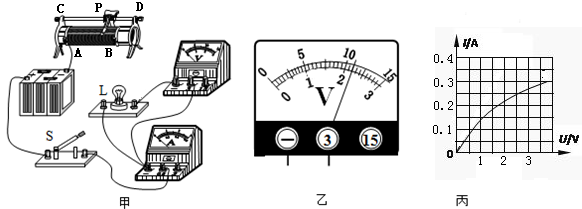 C P D
A B
L
S
V
A
甲
0 5 10 15
0 1 2 3
V
− 3 15
乙
I/A
0.4
0.3
0.2
0.1
0 1 2 3 U/V
丙